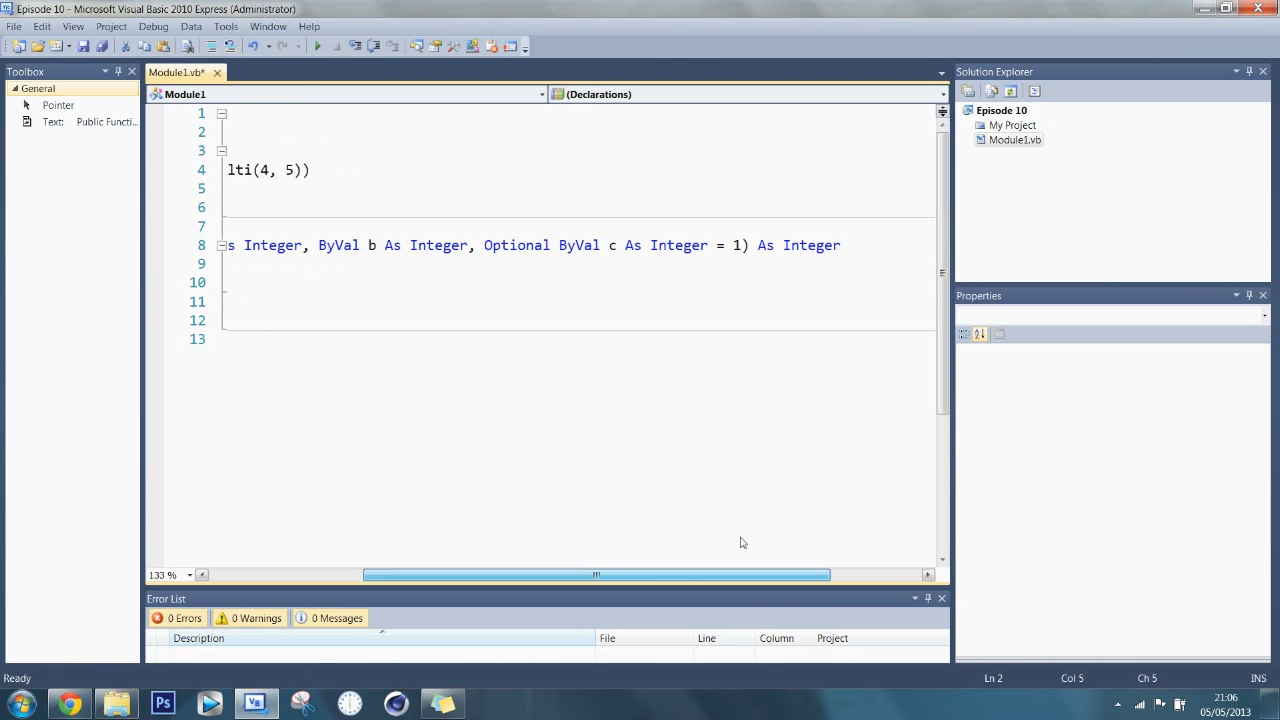 Episode 10 - Microsoft Visual Basic 2010 Express (Administrator)
File Edit View Project Debug Data Tools Window Help
Toolbox
General
Pointer
Text: Public Functi...
Module1.vb*
Module1
(Declarations)
1
2
3
4 lti(4, 5))
5
6
7
8 s Integer, ByVal b As Integer, Optional ByVal c As Integer = 1) As Integer
9
10
11
12
13
133 %
Solution Explorer
Episode 10
My Project
Module1.vb
Properties
Error List
0 Errors 0 Warnings 0 Messages
Description File Line Column Project
Ready Ln 2 Col 5 Ch 5 INS
Ps
VB
21:06
05/05/2013